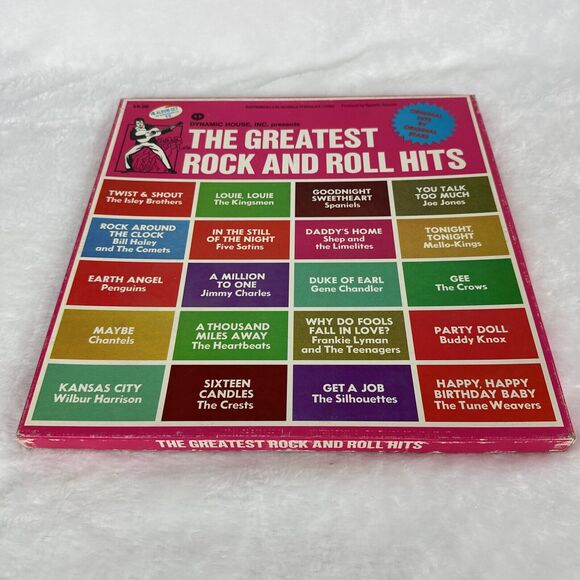 DYNAMIC HOUSE, INC. presents
THE GREATEST
ROCK AND ROLL HITS
ORIGINAL
HITS
BY
ORIGINAL
STARS
TWIST & SHOUT
The Isley Brothers
LOUIE, LOUIE
The Kingsmen
GOODNIGHT
SWEETHEART
Spaniels
YOU TALK
TOO MUCH
Joe Jones
ROCK AROUND
THE CLOCK
Bill Haley
and The Comets
IN THE STILL
OF THE NIGHT
Five Satins
DADDY'S HOME
Shep and
the Limelites
TONIGHT,
TONIGHT
Mello-Kings
EARTH ANGEL
Penguins
A MILLION
TO ONE
Jimmy Charles
DUKE OF EARL
Gene Chandler
GEE
The Crows
MAYBE
Chantels
A THOUSAND
MILES AWAY
The Heartbeats
WHY DO FOOLS
FALL IN LOVE?
Frankie Lyman
and The Teenagers
PARTY DOLL
Buddy Knox
KANSAS CITY
Wilbur Harrison
SIXTEEN
CANDLES
The Crests
GET A JOB
The Silhouettes
HAPPY, HAPPY
BIRTHDAY BABY
The Tune Weavers
THE GREATEST ROCK AND ROLL HITS